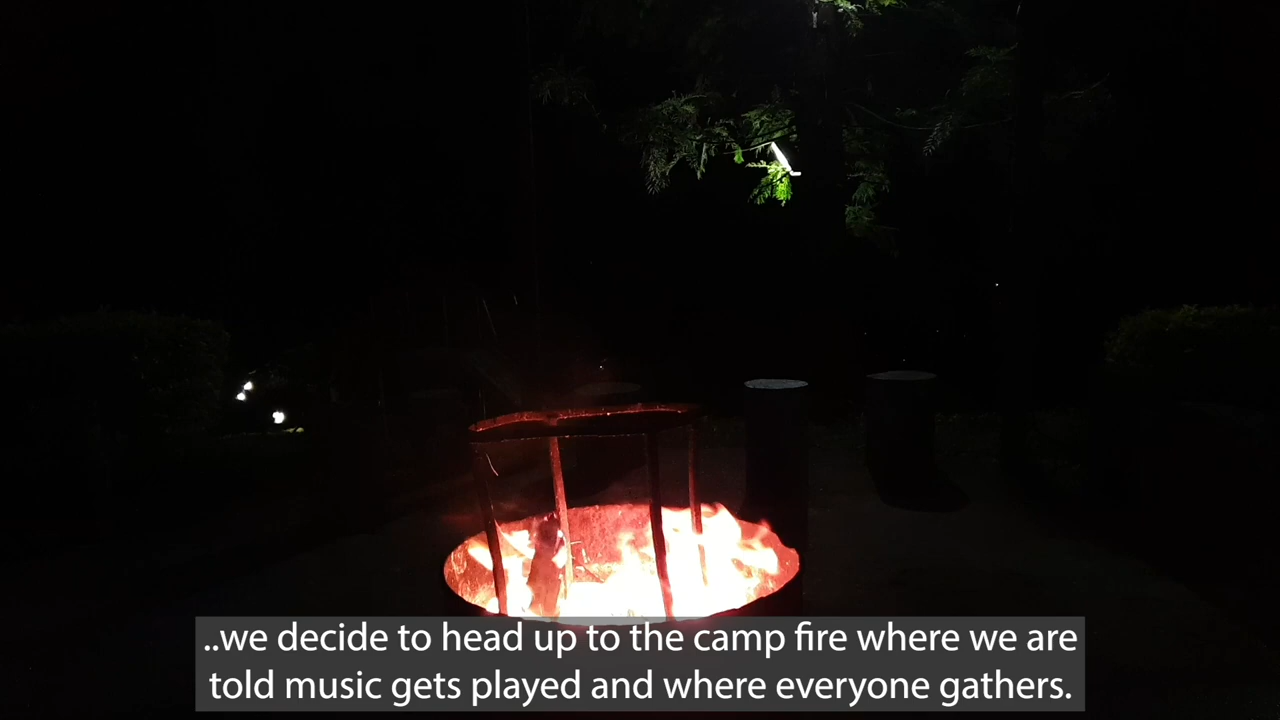 ..we decide to head up to the camp fire where we are
told music gets played and where everyone gathers.